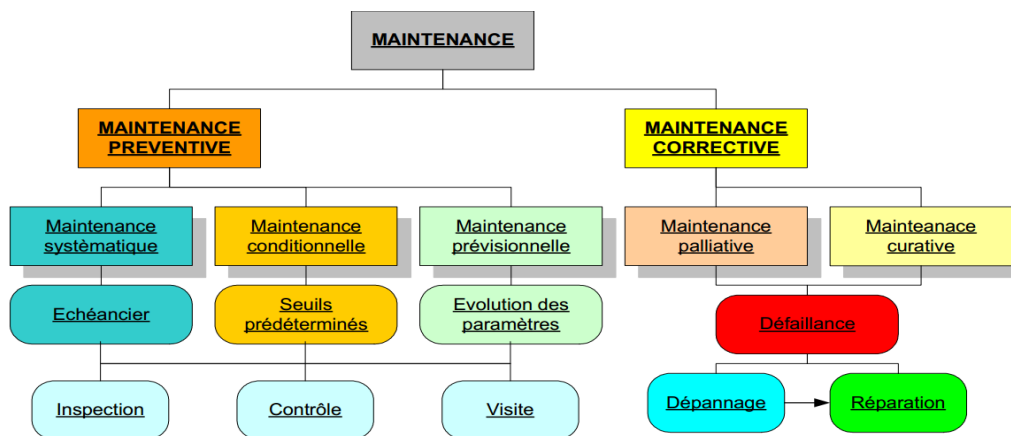 MAINTENANCE
MAINTENANCE
PREVENTIVE
MAINTENANCE
CORRECTIVE
Maintenance
systèmatique
Maintenance
conditionnelle
Maintenance
prévisionnelle
Maintenance
palliative
Mainteanace
curative
Echéancier
Seuils
prédéterminés
Evolution des
paramètres
Défaillance
Inspection
Contrôle
Visite
Dépannage
Réparation